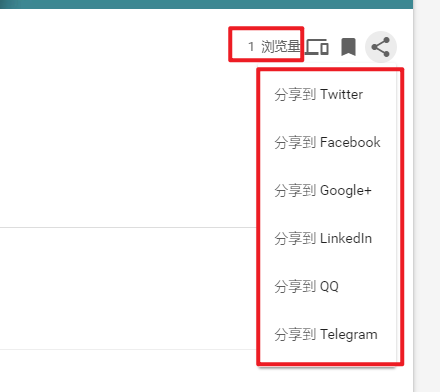 1 浏览量
分享到 Twitter
分享到 Facebook
分享到 Google+
分享到 LinkedIn
分享到 QQ
分享到 Telegram